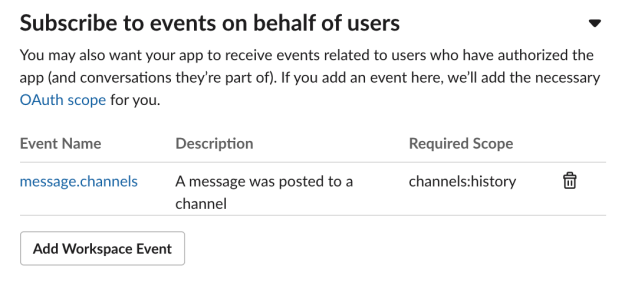 Subscribe to events on behalf of users
You may also want your app to receive events related to users who have authorized the
app (and conversations they’re part of). If you add an event here, we’ll add the necessary
OAuth scope for you.
Event Name Description Required Scope
message.channels A message was posted to a channels:history
channel
Add Workspace Event